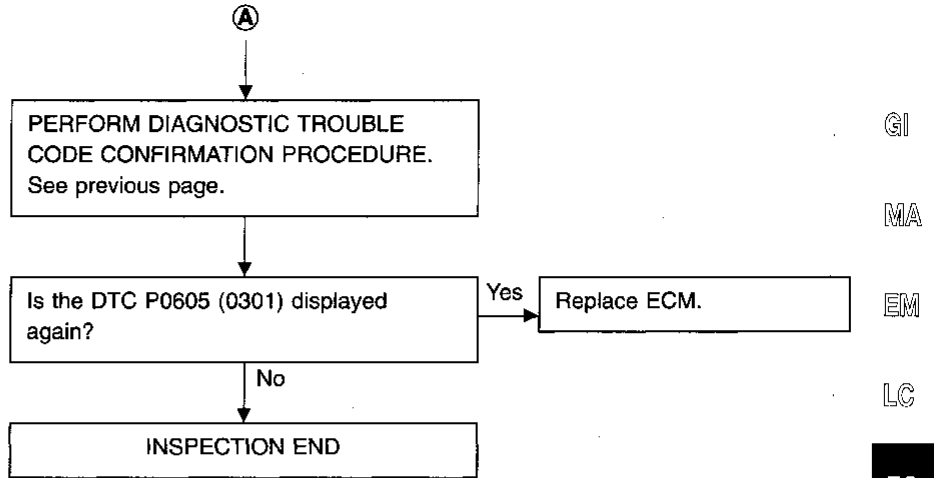 A
PERFORM DIAGNOSTIC TROUBLE
CODE CONFIRMATION PROCEDURE.
See previous page.
Is the DTC P0605 (0301) displayed
again?
Yes
Replace ECM.
No
INSPECTION END
GI
MA
EM
LC